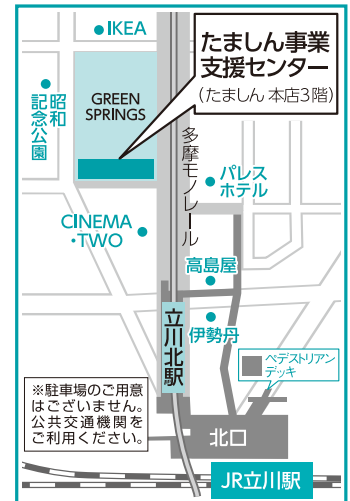 IKEA
たましん事業
支援センター
(たましん 本店3階)
昭和
記念公園
GREEN
SPRINGS
多摩モノレール
パレス
ホテル
CINEMA
・TWO
高島屋
立川北駅
伊勢丹
ペデストリアン
デッキ
※駐車場のご用意
はございません。
公共交通機関を
ご利用ください。
北口
JR立川駅